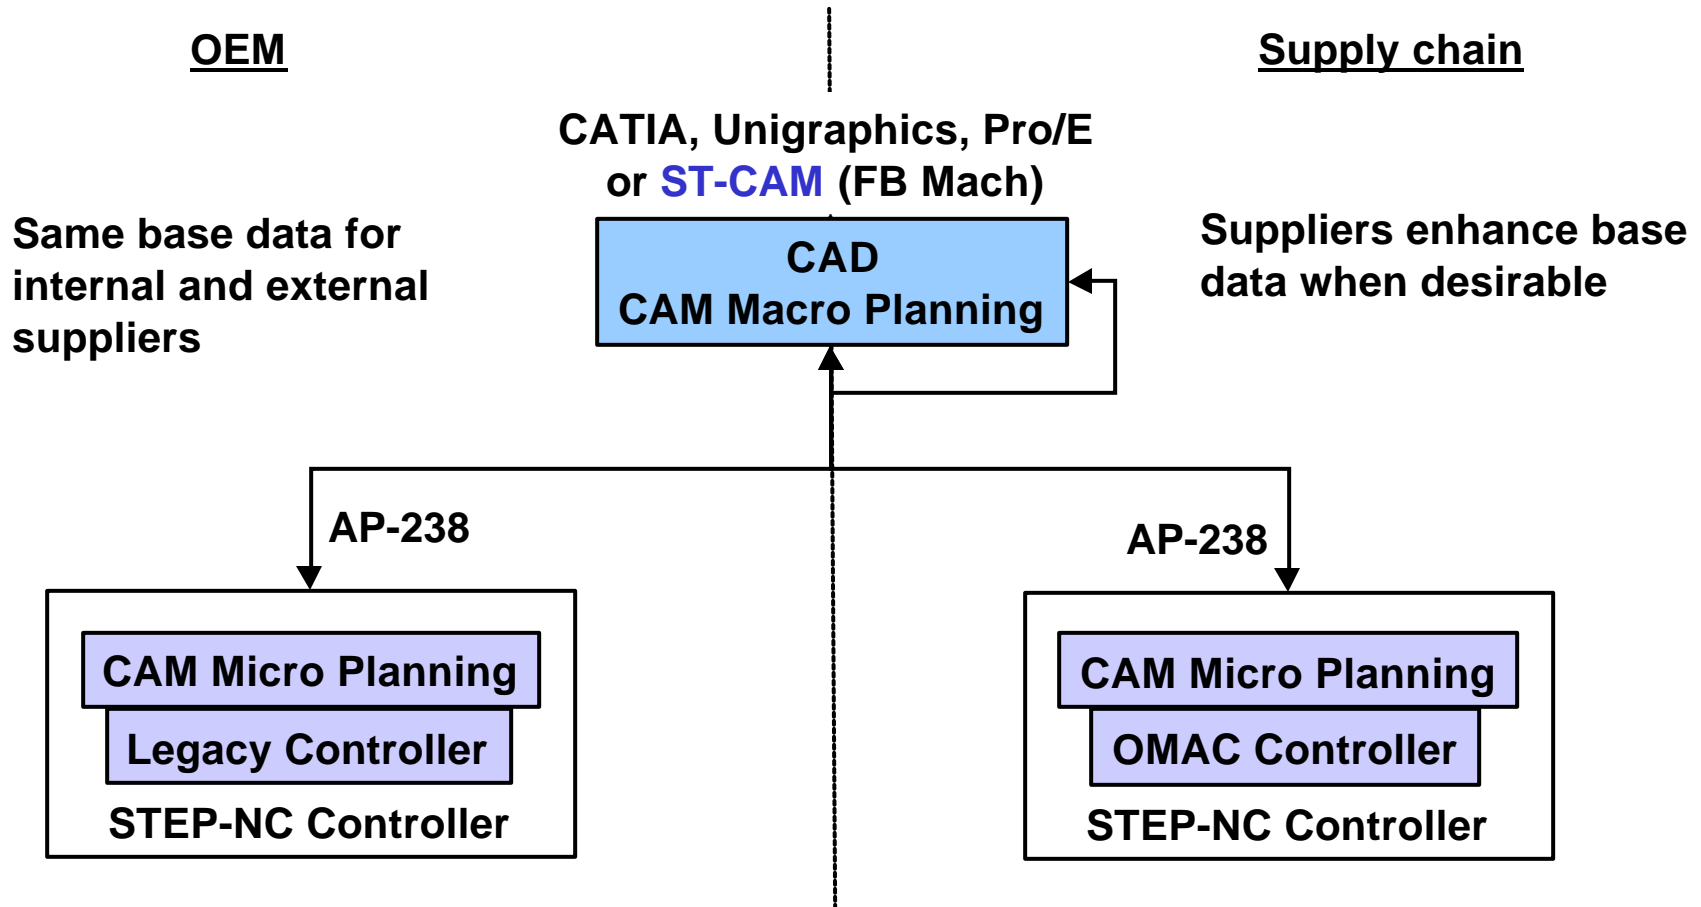 OEM
Supply chain
CATIA, Unigraphics, Pro/E
or ST-CAM (FB Mach)
Same base data for
internal and external
suppliers
CAD
CAM Macro Planning
Suppliers enhance base
data when desirable
AP-238
AP-238
CAM Micro Planning
Legacy Controller
STEP-NC Controller
CAM Micro Planning
OMAC Controller
STEP-NC Controller